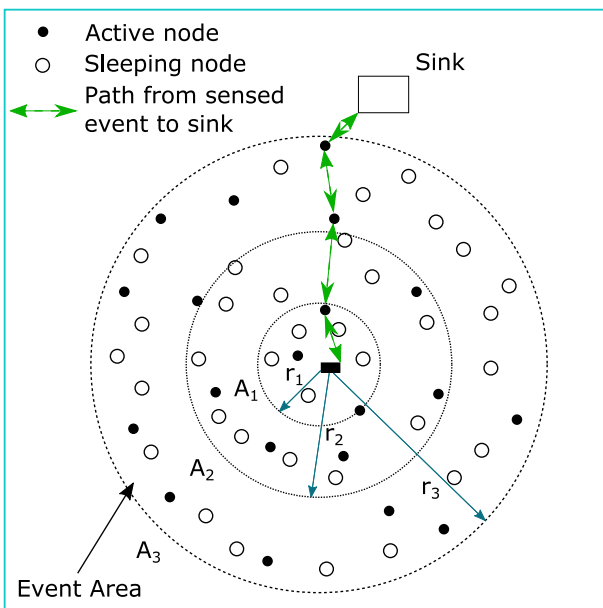 Active node
Sleeping node
Path from sensed
event to sink
Sink
r₁
A₁
r₂
A₂
r₃
A₃
Event Area